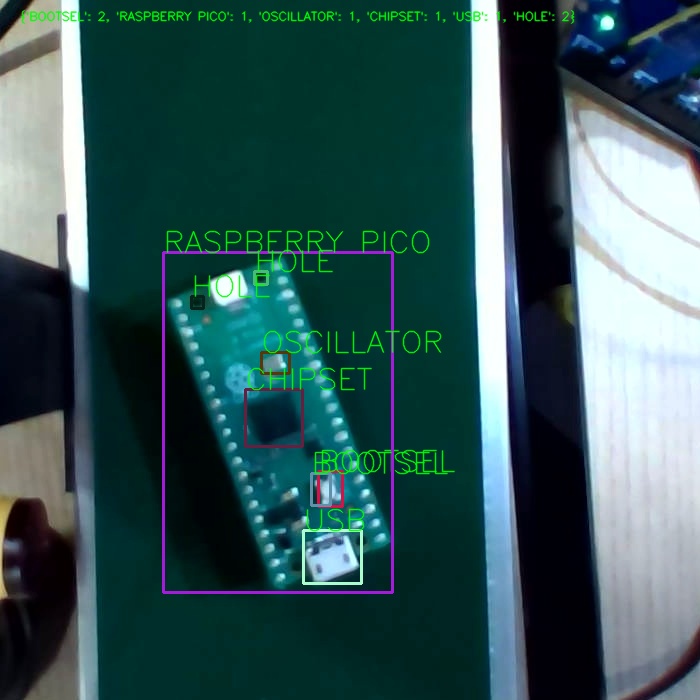 {'BOOTSEL': 2, 'RASPBERRY PICO': 1, 'OSCILLATOR': 1, 'CHIPSET': 1, 'USB': 1, 'HOLE': 2}
RASPBERRY PICO
HOLE
HOLE
OSCILLATOR
CHIPSET
BOOTSEL
BOOTSEL
USB